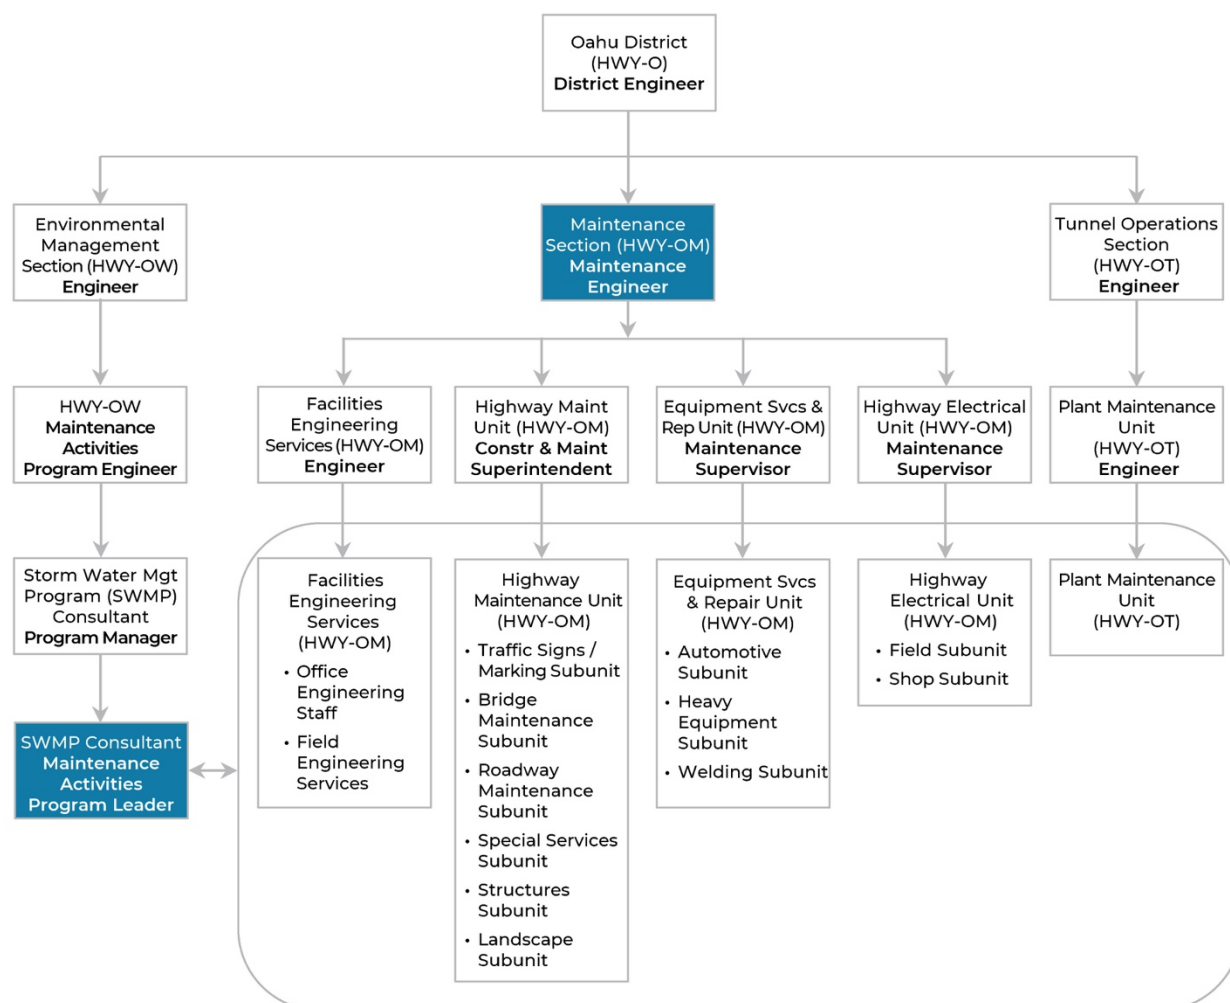 Oahu District
(HWY-O)
District Engineer
Environmental
Management
Section (HWY-OW)
Engineer
Maintenance
Section (HWY-OM)
Maintenance
Engineer
Tunnel Operations
Section
(HWY-OT)
Engineer
HWY-OW
Maintenance
Activities
Program Engineer
Facilities
Engineering
Services (HWY-OM)
Engineer
Highway Maint
Unit (HWY-OM)
Constr & Maint
Superintendent
Equipment Svcs &
Rep Unit (HWY-OM)
Maintenance
Supervisor
Highway Electrical
Unit (HWY-OM)
Maintenance
Supervisor
Plant Maintenance
Unit
(HWY-OT)
Engineer
Storm Water Mgt
Program (SWMP)
Consultant
Program Manager
Facilities
Engineering
Services
(HWY-OM)
• Office
Engineering
Staff
• Field
Engineering
Services
Highway
Maintenance Unit
(HWY-OM)
• Traffic Signs /
Marking Subunit
• Bridge
Maintenance
Subunit
• Roadway
Maintenance
Subunit
• Special Services
Subunit
• Structures
Subunit
• Landscape
Subunit
Equipment Svcs
& Repair Unit
(HWY-OM)
• Automotive
Subunit
• Heavy
Equipment
Subunit
• Welding Subunit
Highway
Electrical Unit
(HWY-OM)
• Field Subunit
• Shop Subunit
Plant Maintenance
Unit
(HWY-OT)
SWMP Consultant
Maintenance
Activities
Program Leader